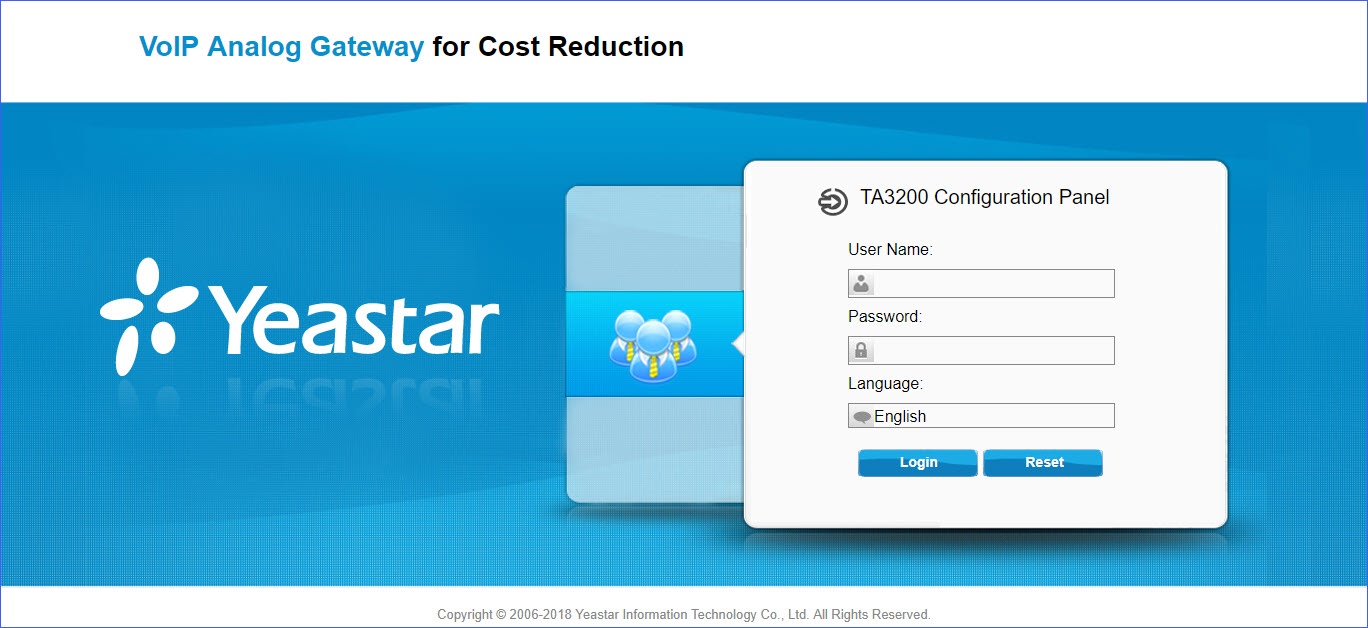 VoIP Analog Gateway for Cost Reduction
Yeastar
TA3200 Configuration Panel
User Name:
Password:
Language:
English
Login Reset
Copyright © 2006-2018 Yeastar Information Technology Co., Ltd. All Rights Reserved.